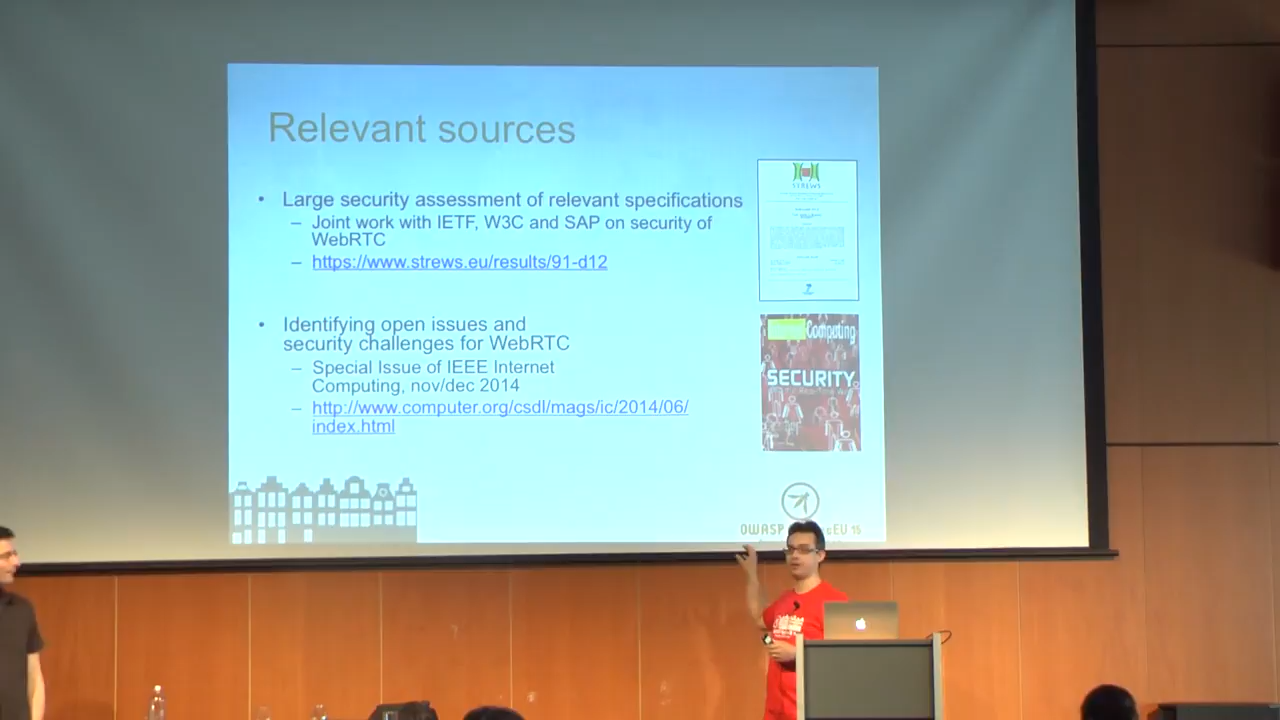 Relevant sources
• Large security assessment of relevant specifications
– Joint work with IETF, W3C and SAP on security of
WebRTC
– https://www.strews.eu/results/91-d12
• Identifying open issues and
security challenges for WebRTC
– Special Issue of IEEE Internet
Computing, nov/dec 2014
– http://www.computer.org/csdl/mags/ic/2014/06/
index.html
STREWS
Computing
SECURITY
OWASP
EU 15